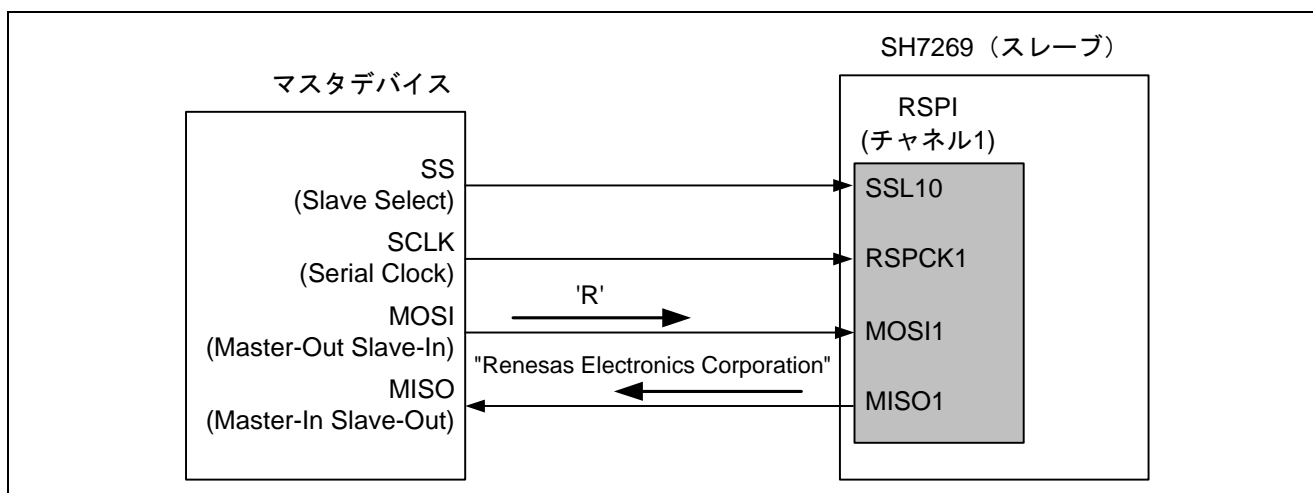 SH7269（スレーブ）
マスタデバイス
RSPI
(チャネル1)
SS
(Slave Select)
SSL10
SCLK
(Serial Clock)
RSPCK1
'R'
MOSI
(Master-Out Slave-In)
MOSI1
"Renesas Electronics Corporation"
MISO
(Master-In Slave-Out)
MISO1